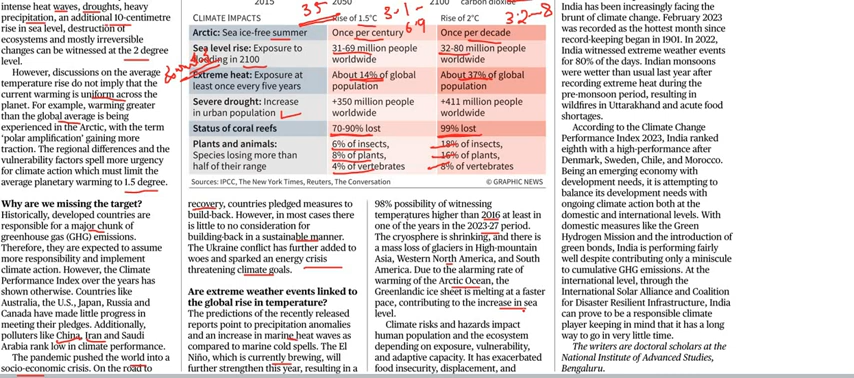 intense heat waves, droughts, heavy
precipitation, an additional 10-centimetre
rise in sea level, destruction of
ecosystems and mostly irreversible
changes can be witnessed at the 2 degree
level.
However, discussions on the average
temperature rise do not imply that the
current warming is uniform across the
planet. For example, warming greater
than the global average is being
experienced in the Arctic, with the term
'polar amplification' gaining more
traction. The regional differences and the
vulnerability factors spell more urgency
for climate action which must limit the
average planetary warming to 1.5 degree.
Why are we missing the target?
Historically, developed countries are
responsible for a major chunk of
greenhouse gas (GHG) emissions.
Therefore, they are expected to assume
more responsibility and implement
climate action. However, the Climate
Performance Index over the years has
shown otherwise. Countries like
Australia, the U.S., Japan, Russia and
Canada have made little progress in
meeting their pledges. Additionally,
polluters like China, Iran and Saudi
Arabia rank low in climate performance.
The pandemic pushed the world into a
socio-economic crisis. On the road to
2015 2050 2100 carbon dioxide
3.5
3.1-
6.9
3.2-8
CLIMATE IMPACTS Rise of 1.5°C Rise of 2°C
Arctic: Sea ice-free summer Once per century Once per decade
Sea level rise: Exposure to 31-69 million people 32-80 million people
flooding in 2100 worldwide worldwide
Extreme heat: Exposure at About 14% of global About 37% of global
least once every five years population population
Severe drought: Increase +350 million people +411 million people
in urban population worldwide worldwide
Status of coral reefs 70-90% lost 99% lost
Plants and animals: 6% of insects, 18% of insects,
Species losing more than 8% of plants, 16% of plants,
half of their range 4% of vertebrates 8% of vertebrates
Sources: IPCC, The New York Times, Reuters, The Conversation © GRAPHIC NEWS
recovery, countries pledged measures to
build-back. However, in most cases there
is little to no consideration for
building-back in a sustainable manner.
The Ukraine conflict has further added to
woes and sparked an energy crisis
threatening climate goals.
Are extreme weather events linked to
the global rise in temperature?
The predictions of the recently released
reports point to precipitation anomalies
and an increase in marine heat waves as
compared to marine cold spells. The El
Niño, which is currently brewing, will
further strengthen this year, resulting in a
98% possibility of witnessing
temperatures higher than 2016 at least in
one of the years in the 2023-27 period.
The cryosphere is shrinking, and there is
a mass loss of glaciers in High-mountain
Asia, Western North America, and South
America. Due to the alarming rate of
warming of the Arctic Ocean, the
Greenlandic ice sheet is melting at a faster
pace, contributing to the increase in sea
level.
Climate risks and hazards impact
human population and the ecosystem
depending on exposure, vulnerability,
and adaptive capacity. It has exacerbated
food insecurity, displacement, and
India has been increasingly facing the
brunt of climate change. February 2023
was recorded as the hottest month since
record-keeping began in 1901. In 2022,
India witnessed extreme weather events
for 80% of the days. Indian monsoons
were wetter than usual last year after
recording extreme heat during the
pre-monsoon period, resulting in
wildfires in Uttarakhand and acute food
shortages.
According to the Climate Change
Performance Index 2023, India ranked
eighth with a high-performance after
Denmark, Sweden, Chile, and Morocco.
Being an emerging economy with
development needs, it is attempting to
balance its development needs with
ongoing climate action both at the
domestic and international levels. With
domestic measures like the Green
Hydrogen Mission and the introduction of
green bonds, India is performing fairly
well despite contributing only a miniscule
to cumulative GHG emissions. At the
international level, through the
International Solar Alliance and Coalition
for Disaster Resilient Infrastructure, India
can prove to be a responsible climate
player keeping in mind that it has a long
way to go in very little time.
The writers are doctoral scholars at the
National Institute of Advanced Studies,
Bengaluru.